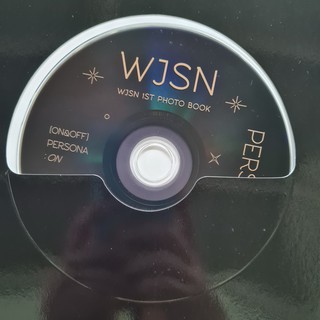 WJSN
WJSN 1ST PHOTO BOOK
[ON&OFF]
PERSONA
: ON
PERS